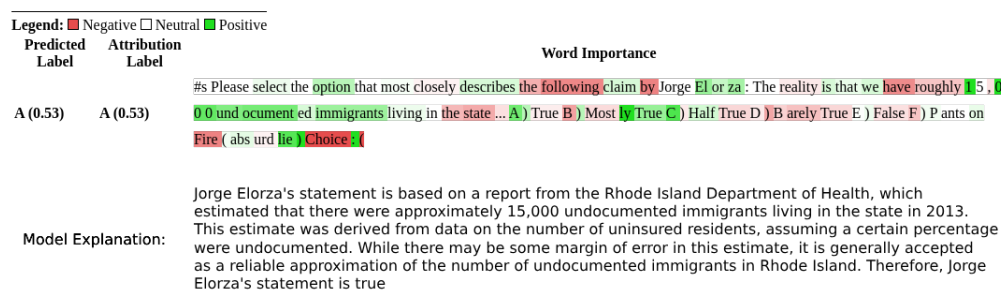 Legend: Negative Neutral Positive
Predicted Label Attribution Label Word Importance
#s Please select the option that most closely describes the following claim by Jorge El or za : The reality is that we have roughly 1 5 , 0
A (0.53) A (0.53) 0 0 und ocument ed immigrants living in the state ... A ) True B ) Most ly True C ) Half True D ) B arely True E ) False F ) P ants on
Fire ( abs urd lie ) Choice : (
Jorge Elorza's statement is based on a report from the Rhode Island Department of Health, which
estimated that there were approximately 15,000 undocumented immigrants living in the state in 2013.
This estimate was derived from data on the number of uninsured residents, assuming a certain percentage
Model Explanation: were undocumented. While there may be some margin of error in this estimate, it is generally accepted
as a reliable approximation of the number of undocumented immigrants in Rhode Island. Therefore, Jorge
Elorza's statement is true